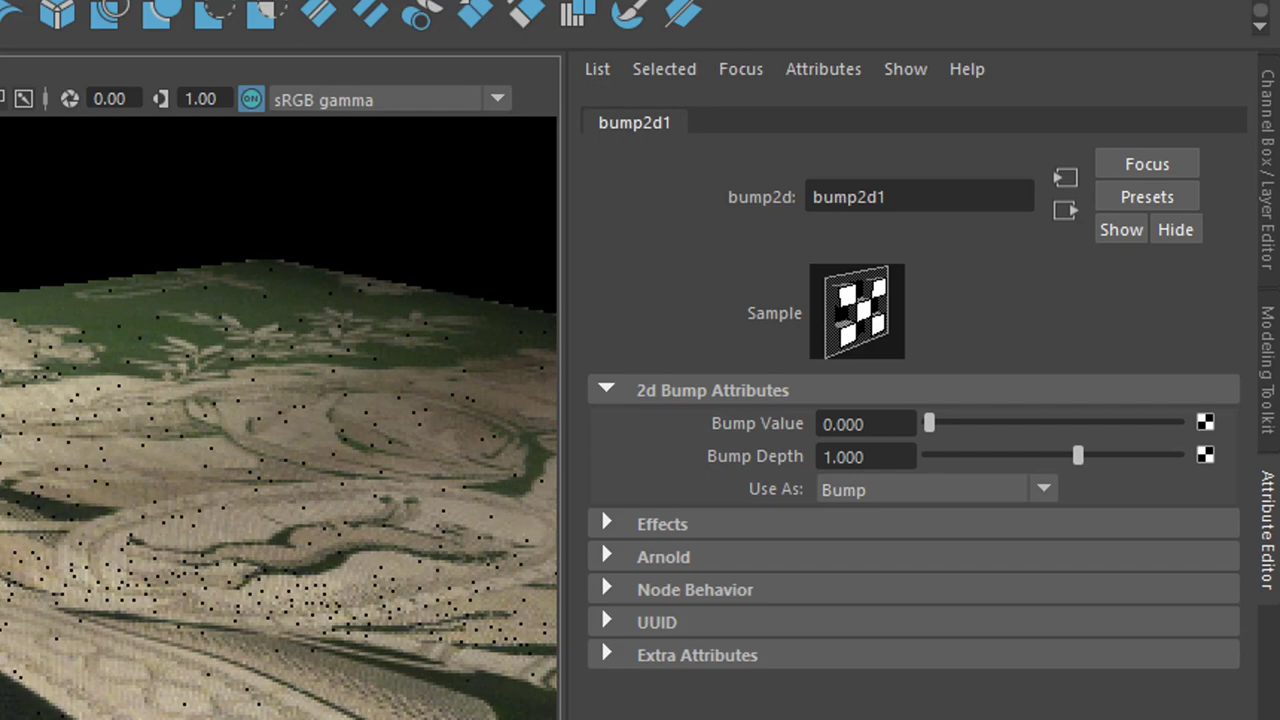 List Selected Focus Attributes Show Help
0.00 1.00 ON sRGB gamma
bump2d1
bump2d: bump2d1
Focus
Presets
Show Hide
Sample
2d Bump Attributes
Bump Value 0.000
Bump Depth 1.000
Use As: Bump
Effects
Arnold
Node Behavior
UUID
Extra Attributes
Channel Box / Layer Editor
Modeling Toolkit
Attribute Editor